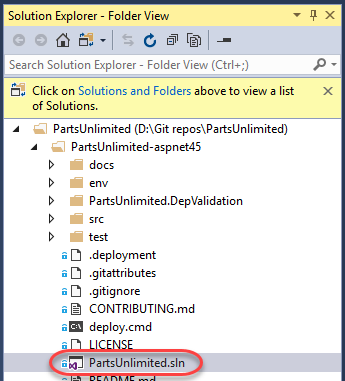 Solution Explorer - Folder View
Search Solution Explorer - Folder View (Ctrl+;)
Click on Solutions and Folders above to view a list
of Solutions.
PartsUnlimited (D:\Git repos\PartsUnlimited)
PartsUnlimited-aspnet45
docs
env
PartsUnlimited.DepValidation
src
test
.deployment
.gitattributes
.gitignore
CONTRIBUTING.md
C:\ deploy.cmd
LICENSE
PartsUnlimited.sln
README.md